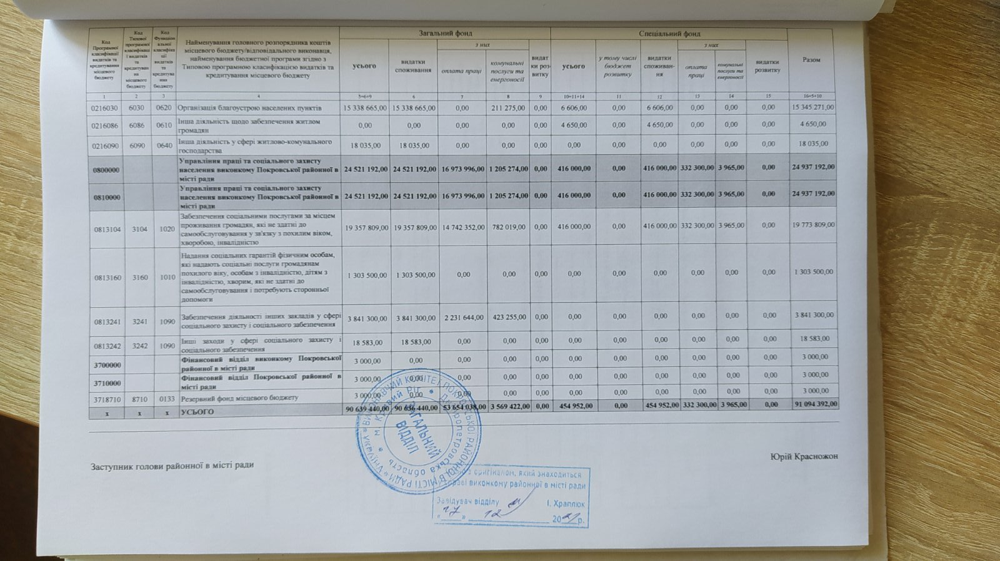 Код Програмної класифікації видатків та кредитування місцевого бюджету | Код Типової програмної класифікації видатків та кредитування місцевого бюджету | Код Функціональної класифікації видатків та кредитування бюджету | Найменування головного розпорядника коштів місцевого бюджету/відповідального виконавця, найменування бюджетної програми згідно з Типовою програмною класифікацією видатків та кредитування місцевого бюджету | Загальний фонд | Спеціальний фонд | Разом
усього | видатки споживання | з них | видатки розвитку | усього | у тому числі бюджет розвитку | видатки споживан-ня | з них | видатки розвитку
оплата праці | комунальні послуги та енергоносії | оплата праці | комунальні послуги та енергоносії
1 | 2 | 3 | 4 | 5=6+9 | 6 | 7 | 8 | 9 | 10=11+14 | 11 | 12 | 13 | 14 | 15 | 16=5+10
0216030 | 6030 | 0620 | Організація благоустрою населених пунктів | 15 338 665,00 | 15 338 665,00 | 0,00 | 211 275,00 | 0,00 | 6 606,00 | 0,00 | 6 606,00 | 0,00 | 0,00 | 0,00 | 15 345 271,00
0216086 | 6086 | 0610 | Інша діяльність щодо забезпечення житлом громадян | 0,00 | 0,00 | 0,00 | 0,00 | 0,00 | 4 650,00 | 0,00 | 4 650,00 | 0,00 | 0,00 | 0,00 | 4 650,00
0216090 | 6090 | 0640 | Інша діяльність у сфері житлово-комунального господарства | 18 035,00 | 18 035,00 | 0,00 | 0,00 | 0,00 | 0,00 | 0,00 | 0,00 | 0,00 | 0,00 | 0,00 | 18 035,00
0800000 | Управління праці та соціального захисту населення виконкому Покровської районної в місті ради | 24 521 192,00 | 24 521 192,00 | 16 973 996,00 | 1 205 274,00 | 0,00 | 416 000,00 | 0,00 | 416 000,00 | 332 300,00 | 3 965,00 | 0,00 | 24 937 192,00
0810000 | Управління праці та соціального захисту населення виконкому Покровської районної в місті ради | 24 521 192,00 | 24 521 192,00 | 16 973 996,00 | 1 205 274,00 | 0,00 | 416 000,00 | 0,00 | 416 000,00 | 332 300,00 | 3 965,00 | 0,00 | 24 937 192,00
0813104 | 3104 | 1020 | Забезпечення соціальними послугами за місцем проживання громадян, які не здатні до самообслуговування у зв'язку з похилим віком, хворобою, інвалідністю | 19 357 809,00 | 19 357 809,00 | 14 742 352,00 | 782 019,00 | 0,00 | 416 000,00 | 0,00 | 416 000,00 | 332 300,00 | 3 965,00 | 0,00 | 19 773 809,00
0813160 | 3160 | 1010 | Надання соціальних гарантій фізичним особам, які надають соціальні послуги громадянам похилого віку, особам з інвалідністю, дітям з інвалідністю, хворим, які не здатні до самообслуговування і потребують сторонньої допомоги | 1 303 500,00 | 1 303 500,00 | 0,00 | 0,00 | 0,00 | 0,00 | 0,00 | 0,00 | 0,00 | 0,00 | 0,00 | 1 303 500,00
0813241 | 3241 | 1090 | Забезпечення діяльності інших закладів у сфері соціального захисту і соціального забезпечення | 3 841 300,00 | 3 841 300,00 | 2 231 644,00 | 423 255,00 | 0,00 | 0,00 | 0,00 | 0,00 | 0,00 | 0,00 | 0,00 | 3 841 300,00
0813242 | 3242 | 1090 | Інші заходи у сфері соціального захисту і соціального забезпечення | 18 583,00 | 18 583,00 | 0,00 | 0,00 | 0,00 | 0,00 | 0,00 | 0,00 | 0,00 | 0,00 | 0,00 | 18 583,00
3700000 | Фінансовий відділ виконкому Покровської районної в місті ради | 3 000,00 | 0,00 | 0,00 | 0,00 | 0,00 | 0,00 | 0,00 | 0,00 | 0,00 | 0,00 | 0,00 | 3 000,00
3710000 | Фінансовий відділ Покровської районної в місті ради | 3 000,00 | 0,00 | 0,00 | 0,00 | 0,00 | 0,00 | 0,00 | 0,00 | 0,00 | 0,00 | 0,00 | 3 000,00
3718710 | 8710 | 0133 | Резервний фонд місцевого бюджету | 3 000,00 | 0,00 | 0,00 | 0,00 | 0,00 | 0,00 | 0,00 | 0,00 | 0,00 | 0,00 | 0,00 | 3 000,00
х | х | х | УСЬОГО | 90 639 440,00 | 90 636 440,00 | 53 654 038,00 | 3 569 422,00 | 0,00 | 454 952,00 | 0,00 | 454 952,00 | 332 300,00 | 3 965,00 | 0,00 | 91 094 392,00
Заступник голови районної в місті ради
Юрій Красножон
* УКРАЇНА * ВИКОНАВЧИЙ КОМІТЕТ ПОКРОВСЬКОЇ РАЙОННОЇ В МІСТІ РАДИ
* м. Кривий Ріг * Дніпропетровська область
ЗАГАЛЬНИЙ
ВІДДІЛ
з оригіналом, який знаходиться
виконкому районної в місті ради
Завідувач відділу І. Храплюк
«17» 12 2021 р.